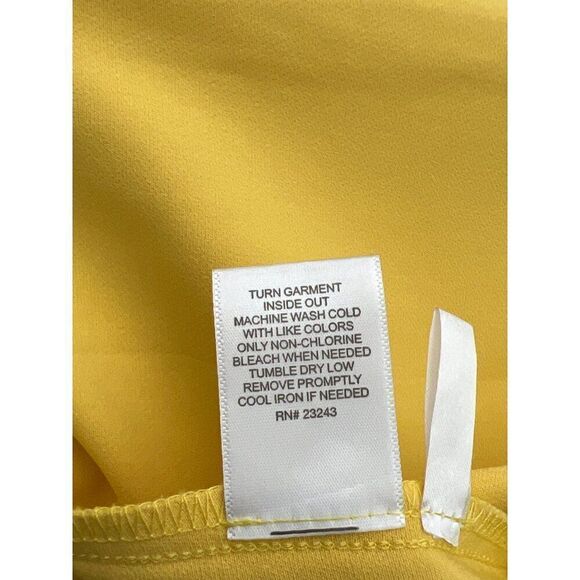 TURN GARMENT
INSIDE OUT
MACHINE WASH COLD
WITH LIKE COLORS
ONLY NON-CHLORINE
BLEACH WHEN NEEDED
TUMBLE DRY LOW
REMOVE PROMPTLY
COOL IRON IF NEEDED
RN# 23243